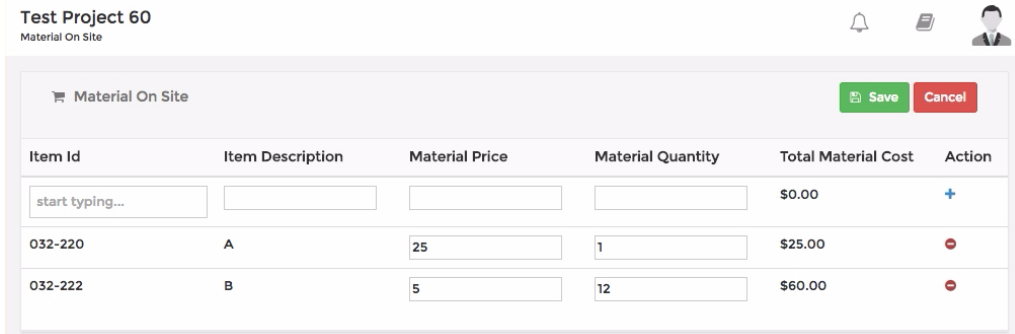 Test Project 60
Material On Site
Material On Site
Save Cancel
Item Id Item Description Material Price Material Quantity Total Material Cost Action
start typing... $0.00
032-220 A 25 1 $25.00
032-222 B 5 12 $60.00